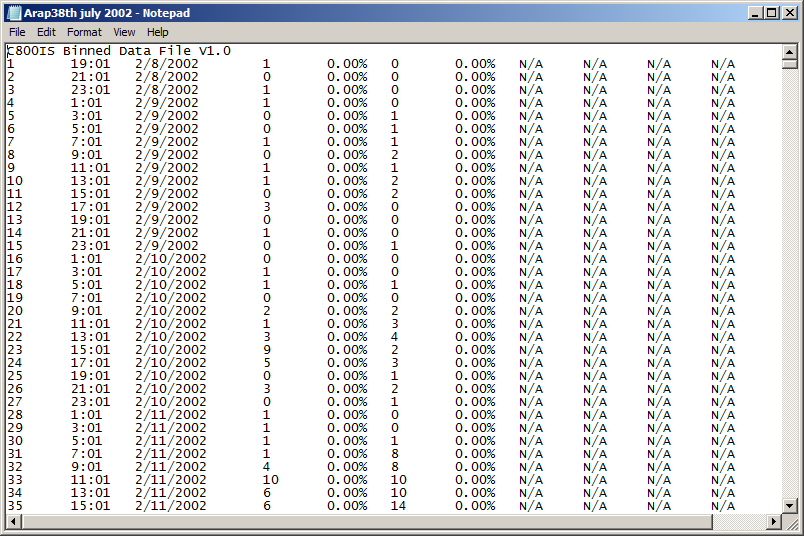 Arap38th july 2002 - Notepad
File Edit Format View Help
C800IS Binned Data File V1.0
1 19:01 2/8/2002 1 0.00% 0 0.00% N/A N/A N/A N/A
2 21:01 2/8/2002 0 0.00% 0 0.00% N/A N/A N/A N/A
3 23:01 2/8/2002 1 0.00% 0 0.00% N/A N/A N/A N/A
4 1:01 2/9/2002 1 0.00% 0 0.00% N/A N/A N/A N/A
5 3:01 2/9/2002 0 0.00% 1 0.00% N/A N/A N/A N/A
6 5:01 2/9/2002 0 0.00% 1 0.00% N/A N/A N/A N/A
7 7:01 2/9/2002 1 0.00% 1 0.00% N/A N/A N/A N/A
8 9:01 2/9/2002 0 0.00% 2 0.00% N/A N/A N/A N/A
9 11:01 2/9/2002 1 0.00% 1 0.00% N/A N/A N/A N/A
10 13:01 2/9/2002 1 0.00% 2 0.00% N/A N/A N/A N/A
11 15:01 2/9/2002 0 0.00% 2 0.00% N/A N/A N/A N/A
12 17:01 2/9/2002 3 0.00% 0 0.00% N/A N/A N/A N/A
13 19:01 2/9/2002 0 0.00% 0 0.00% N/A N/A N/A N/A
14 21:01 2/9/2002 1 0.00% 0 0.00% N/A N/A N/A N/A
15 23:01 2/9/2002 0 0.00% 1 0.00% N/A N/A N/A N/A
16 1:01 2/10/2002 0 0.00% 0 0.00% N/A N/A N/A N/A
17 3:01 2/10/2002 1 0.00% 0 0.00% N/A N/A N/A N/A
18 5:01 2/10/2002 1 0.00% 1 0.00% N/A N/A N/A N/A
19 7:01 2/10/2002 0 0.00% 0 0.00% N/A N/A N/A N/A
20 9:01 2/10/2002 2 0.00% 2 0.00% N/A N/A N/A N/A
21 11:01 2/10/2002 1 0.00% 3 0.00% N/A N/A N/A N/A
22 13:01 2/10/2002 3 0.00% 4 0.00% N/A N/A N/A N/A
23 15:01 2/10/2002 9 0.00% 2 0.00% N/A N/A N/A N/A
24 17:01 2/10/2002 5 0.00% 3 0.00% N/A N/A N/A N/A
25 19:01 2/10/2002 0 0.00% 1 0.00% N/A N/A N/A N/A
26 21:01 2/10/2002 3 0.00% 2 0.00% N/A N/A N/A N/A
27 23:01 2/10/2002 0 0.00% 1 0.00% N/A N/A N/A N/A
28 1:01 2/11/2002 1 0.00% 0 0.00% N/A N/A N/A N/A
29 3:01 2/11/2002 1 0.00% 0 0.00% N/A N/A N/A N/A
30 5:01 2/11/2002 1 0.00% 1 0.00% N/A N/A N/A N/A
31 7:01 2/11/2002 1 0.00% 8 0.00% N/A N/A N/A N/A
32 9:01 2/11/2002 4 0.00% 8 0.00% N/A N/A N/A N/A
33 11:01 2/11/2002 10 0.00% 10 0.00% N/A N/A N/A N/A
34 13:01 2/11/2002 6 0.00% 10 0.00% N/A N/A N/A N/A
35 15:01 2/11/2002 6 0.00% 14 0.00% N/A N/A N/A N/A